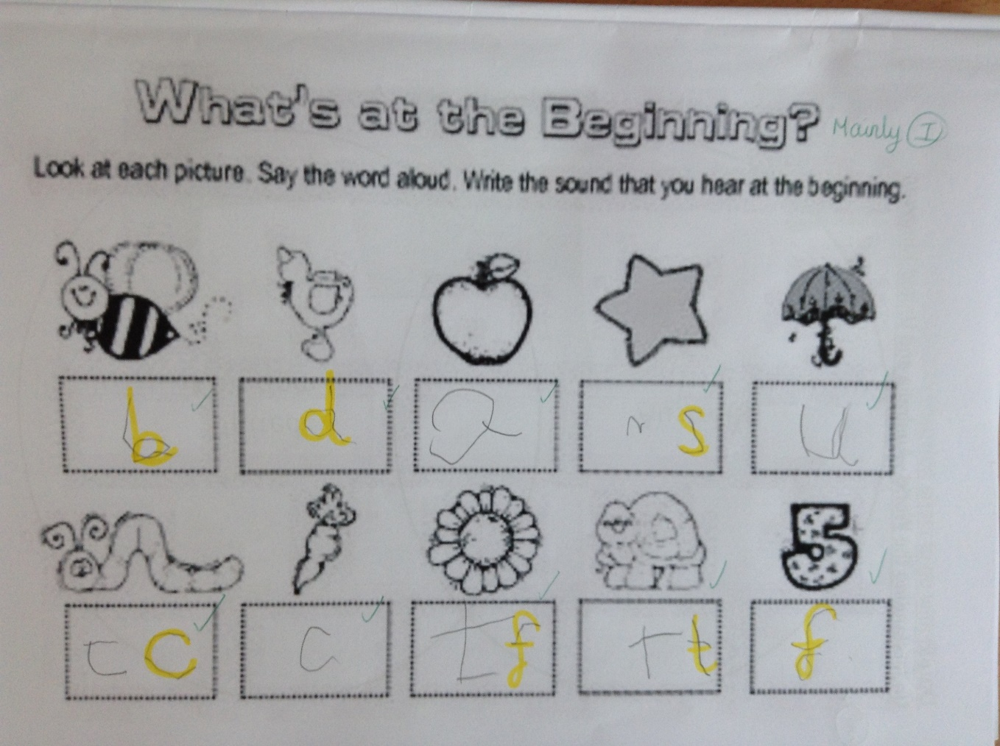 What's at the Beginning? Mainly I
Look at each picture. Say the word aloud. Write the sound that you hear at the beginning.
b d a s u
c c c f t t f